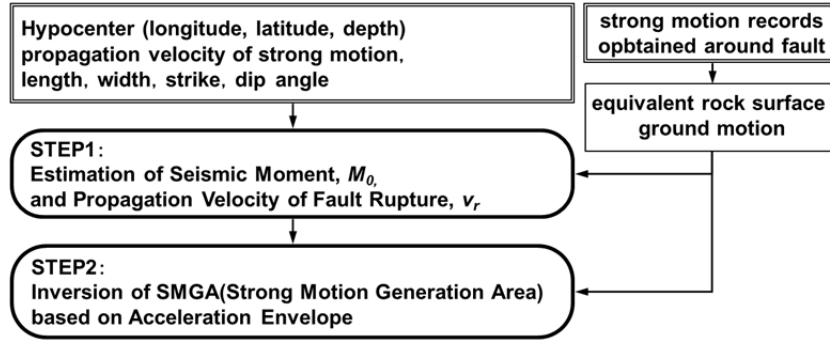 Hypocenter (longitude, latitude, depth)
propagation velocity of strong motion,
length, width, strike, dip angle
strong motion records
opbtained around fault
equivalent rock surface
ground motion
STEP1:
Estimation of Seismic Moment, M0,
and Propagation Velocity of Fault Rupture, vr
STEP2:
Inversion of SMGA(Strong Motion Generation Area)
based on Acceleration Envelope